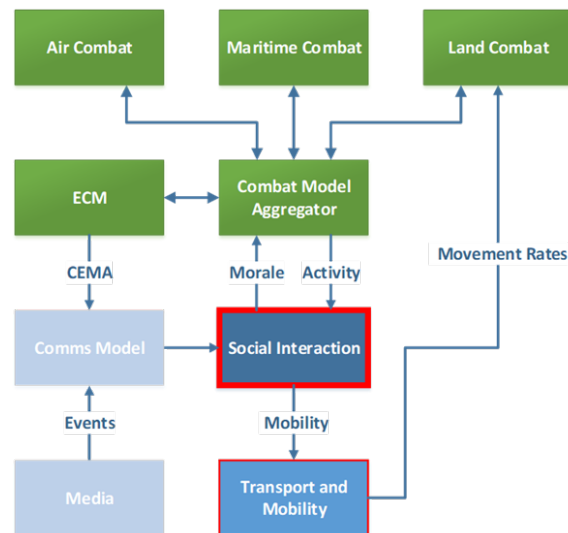 Air Combat
Maritime Combat
Land Combat
ECM
Combat Model
Aggregator
CEMA
Morale
Activity
Movement Rates
Comms Model
Social Interaction
Events
Mobility
Media
Transport and
Mobility